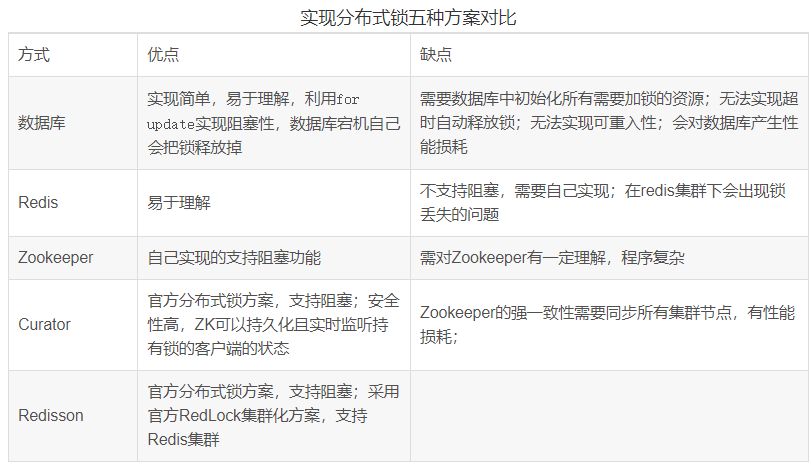 实现分布式锁五种方案对比
方式 优点 缺点
数据库
实现简单，易于理解，利用for
update实现阻塞性，数据库宕机自己
会把锁释放掉
需要数据库中初始化所有需要加锁的资源；无法实现超
时自动释放锁；无法实现可重入性；会对数据库产生性
能损耗
Redis
易于理解
不支持阻塞，需要自己实现；在redis集群下会出现锁
丢失的问题
Zookeeper
自己实现的支持阻塞功能
需对Zookeeper有一定理解，程序复杂
Curator
官方分布式锁方案，支持阻塞；安全
性高，ZK可以持久化且实时监听持
有锁的客户端的状态
Zookeeper的强一致性需要同步所有集群节点，有性能
损耗；
Redisson
官方分布式锁方案，支持阻塞；采用
官方RedLock集群化方案，支持
Redis集群